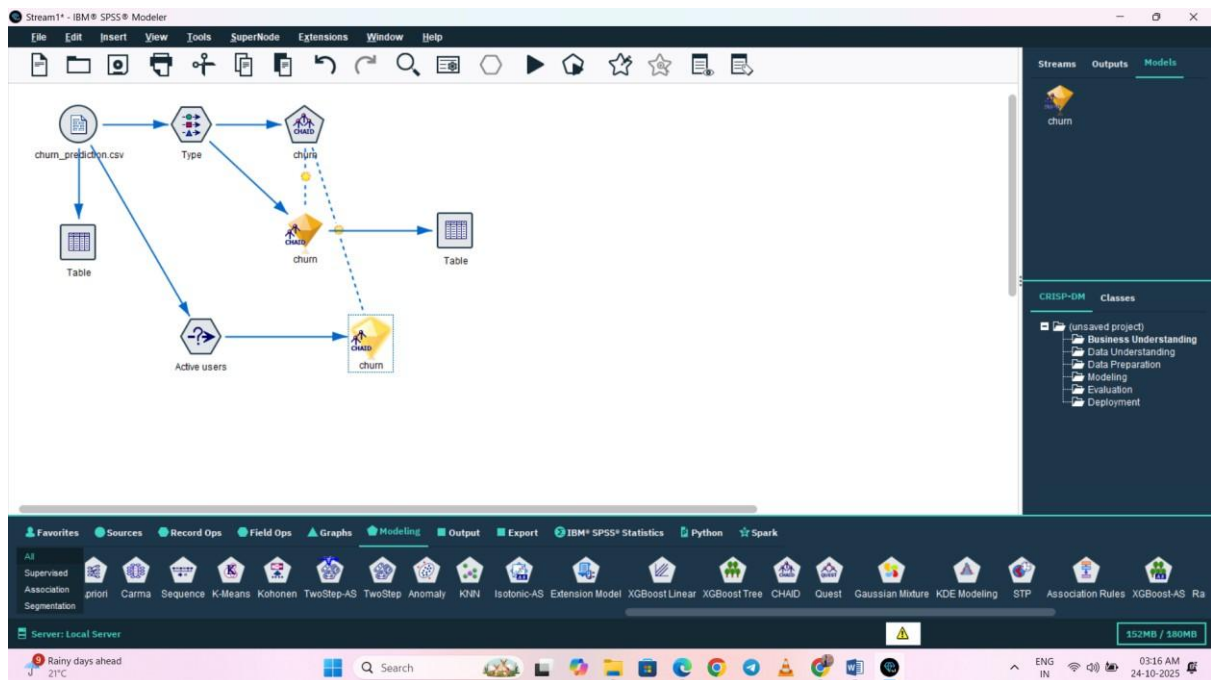 Stream1* - IBM® SPSS® Modeler
File Edit Insert View Tools SuperNode Extensions Window Help
Streams Outputs Models
churn
churn_prediction.csv
Type
CHAID
churn
Table
CHAID
churn
Table
Active users
CHAID
churn
CRISP-DM Classes
(unsaved project)
Business Understanding
Data Understanding
Data Preparation
Modeling
Evaluation
Deployment
Favorites Sources Record Ops Field Ops Graphs Modeling Output Export IBM® SPSS® Statistics Python Spark
All
Supervised
Association
Segmentation
priori Carma Sequence K-Means Kohonen TwoStep-AS TwoStep Anomaly KNN Isotonic-AS Extension Model XGBoost Linear XGBoost Tree CHAID Quest Gaussian Mixture KDE Modeling STP Association Rules XGBoost-AS Ra
Server: Local Server
152MB / 180MB
9 Rainy days ahead
21°C
Search
ENG
IN
03:16 AM
24-10-2025